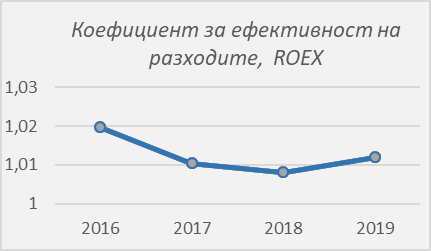 Коефициент за ефективност на
разходите,  ROEX
1,03
1,02
1,01
1
2016 2017 2018 2019